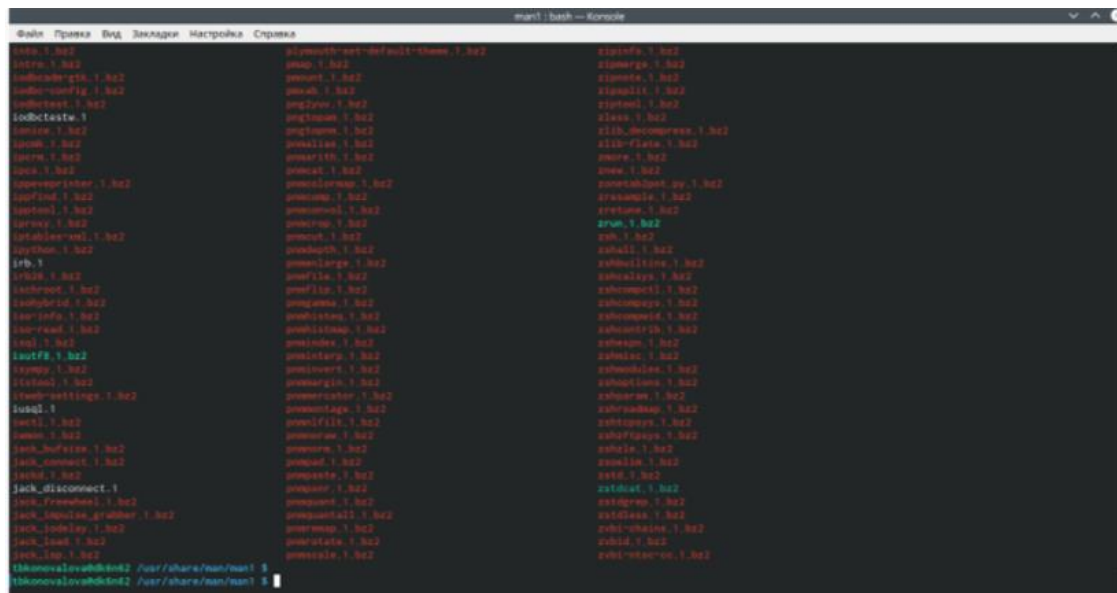 man1 : bash — Konsole
Файл Правка Вид Закладки Настройка Справка
into.1.bz2 plymouth-set-default-theme.1.bz2 zipinfo.1.bz2
intro.1.bz2 pmap.1.bz2 zipmerge.1.bz2
iodbcadm-gtk.1.bz2 pmount.1.bz2 zipnote.1.bz2
iodbc-config.1.bz2 zipsplit.1.bz2
iodbctest.1.bz2 png2yuv.1.bz2 ziptool.1.bz2
iodbctestw.1 pngtopam.1.bz2 zless.1.bz2
ionice.1.bz2 pngtopnm.1.bz2 zlib_decompress.1.bz2
ipcmk.1.bz2 pnmalias.1.bz2 zlib-flate.1.bz2
ipcrm.1.bz2 pnmarith.1.bz2 zmore.1.bz2
ipcs.1.bz2 pnmcat.1.bz2 znew.1.bz2
ippeveprinter.1.bz2 pnmcolormap.1.bz2 zonetab2pot.py.1.bz2
ippfind.1.bz2 pnmcomp.1.bz2 zresample.1.bz2
ipptool.1.bz2 pnmconvol.1.bz2 zretune.1.bz2
iproxy.1.bz2 pnmcrop.1.bz2 zrun.1.bz2
iptables-xml.1.bz2 pnmcut.1.bz2 zsh.1.bz2
ipython.1.bz2 pnmdepth.1.bz2 zshall.1.bz2
irb.1 pnmenlarge.1.bz2 zshbuiltins.1.bz2
irb26.1.bz2 pnmfile.1.bz2 zshcalsys.1.bz2
ischroot.1.bz2 pnmflip.1.bz2 zshcompctl.1.bz2
isohybrid.1.bz2 pnmgamma.1.bz2 zshcompsys.1.bz2
iso-info.1.bz2 pnmhisteq.1.bz2 zshcompwid.1.bz2
iso-read.1.bz2 pnmhistmap.1.bz2 zshcontrib.1.bz2
isql.1.bz2 pnmindex.1.bz2 zshexpn.1.bz2
isutf8.1.bz2 pnminterp.1.bz2 zshmisc.1.bz2
isympy.1.bz2 pnminvert.1.bz2 zshmodules.1.bz2
itstool.1.bz2 pnmmargin.1.bz2 zshoptions.1.bz2
itweb-settings.1.bz2 pnmmercator.1.bz2 zshparam.1.bz2
iusql.1 pnmmontage.1.bz2 zshroadmap.1.bz2
iwctl.1.bz2 pnmnlfilt.1.bz2 zshtcpsys.1.bz2
iwmon.1.bz2 pnmnoraw.1.bz2 zshzftpsys.1.bz2
jack_bufsize.1.bz2 pnmnorm.1.bz2 zshzle.1.bz2
jack_connect.1.bz2 pnmpad.1.bz2 zsoelim.1.bz2
jackd.1.bz2 pnmpaste.1.bz2 zstd.1.bz2
jack_disconnect.1 pnmpsnr.1.bz2 zstdcat.1.bz2
jack_freewheel.1.bz2 pnmquant.1.bz2 zstdgrep.1.bz2
jack_impulse_grabber.1.bz2 pnmquantall.1.bz2 zstdless.1.bz2
jack_iodelay.1.bz2 pnmremap.1.bz2 zvbi-chains.1.bz2
jack_load.1.bz2 pnmrotate.1.bz2 zvbid.1.bz2
jack_lsp.1.bz2 pnmscale.1.bz2 zvbi-ntsc-cc.1.bz2
tbkonovalova@dk6n62 /usr/share/man/man1 $
tbkonovalova@dk6n62 /usr/share/man/man1 $